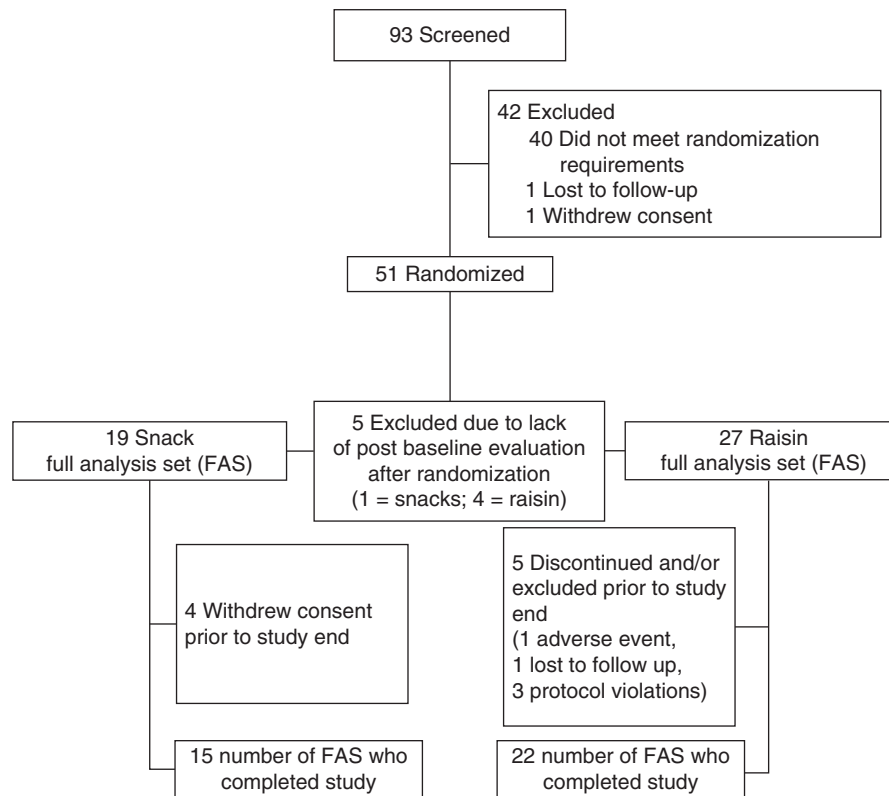 93 Screened
42 Excluded
40 Did not meet randomization
requirements
1 Lost to follow-up
1 Withdrew consent
51 Randomized
19 Snack
full analysis set (FAS)
5 Excluded due to lack
of post baseline evaluation
after randomization
(1 = snacks; 4 = raisin)
27 Raisin
full analysis set (FAS)
4 Withdrew consent
prior to study end
5 Discontinued and/or
excluded prior to study
end
(1 adverse event,
1 lost to follow up,
3 protocol violations)
15 number of FAS who
completed study
22 number of FAS who
completed study